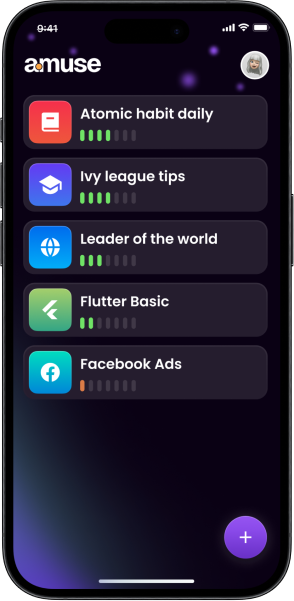 9:41
amuse
Atomic habit daily
Ivy league tips
Leader of the world
Flutter Basic
Facebook Ads